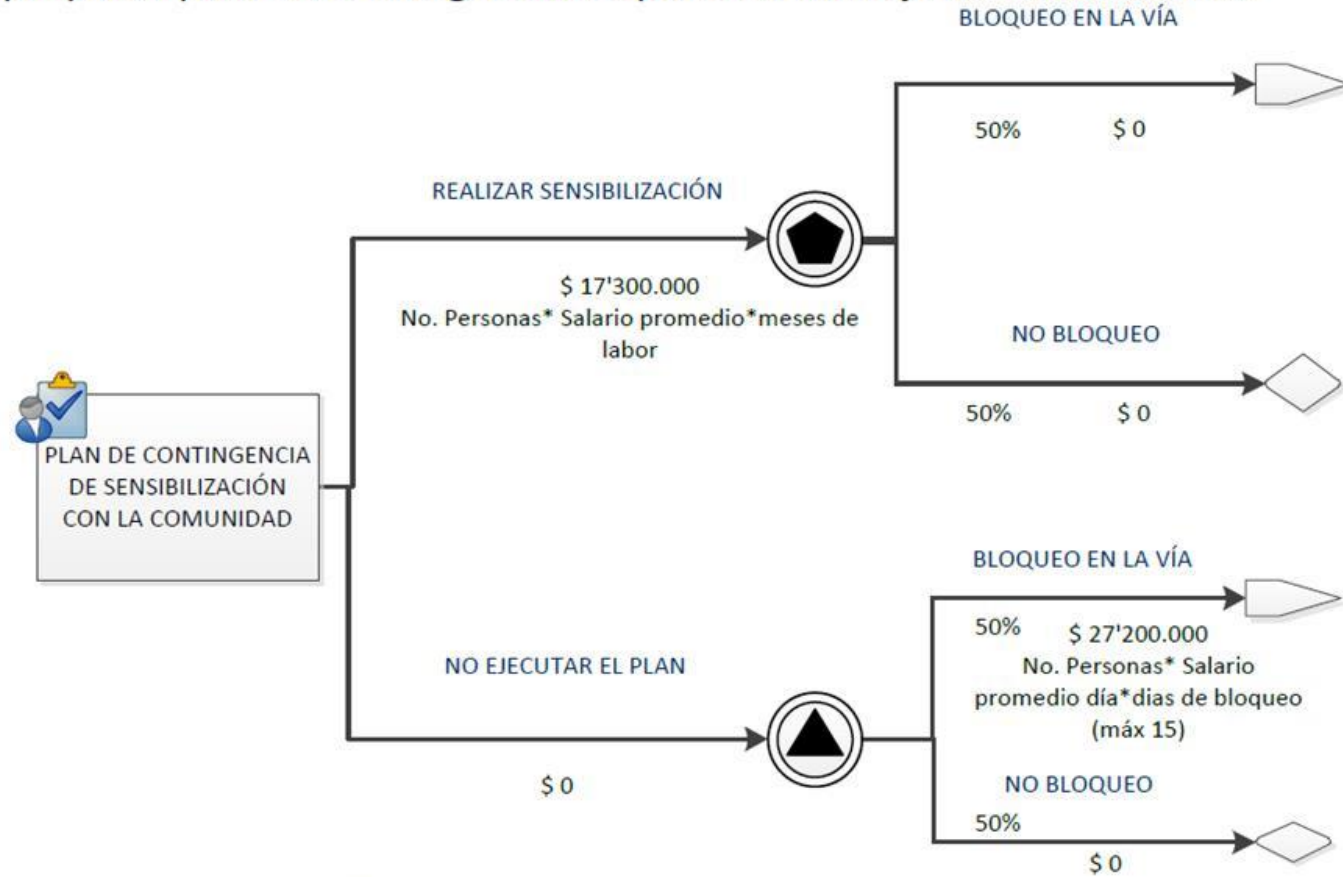 BLOQUEO EN LA VÍA
50% $ 0
REALIZAR SENSIBILIZACIÓN
$ 17'300.000
No. Personas* Salario promedio*meses de
labor
NO BLOQUEO
50% $ 0
PLAN DE CONTINGENCIA
DE SENSIBILIZACIÓN
CON LA COMUNIDAD
BLOQUEO EN LA VÍA
50% $ 27'200.000
No. Personas* Salario
promedio día*dias de bloqueo
(máx 15)
NO EJECUTAR EL PLAN
$ 0
NO BLOQUEO
50%
$ 0